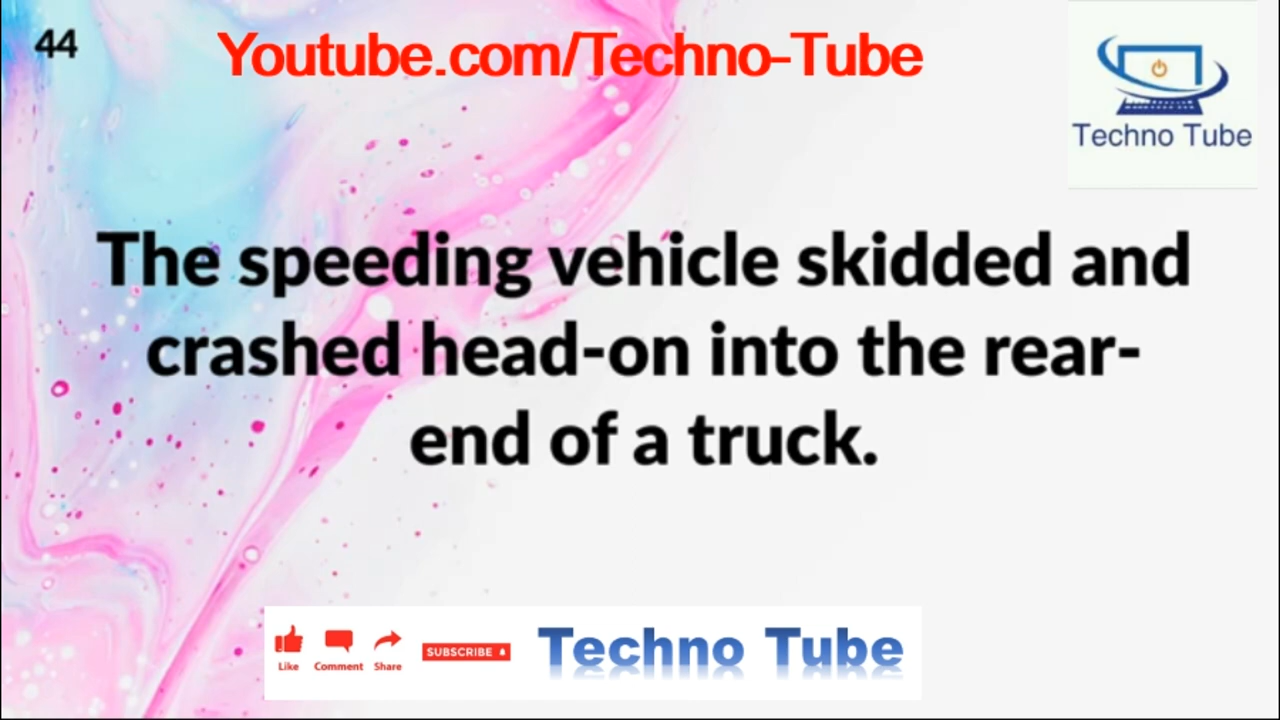 44
Youtube.com/Techno-Tube
Techno Tube
The speeding vehicle skidded and
crashed head-on into the rear-
end of a truck.
Like Comment Share SUBSCRIBE Techno Tube